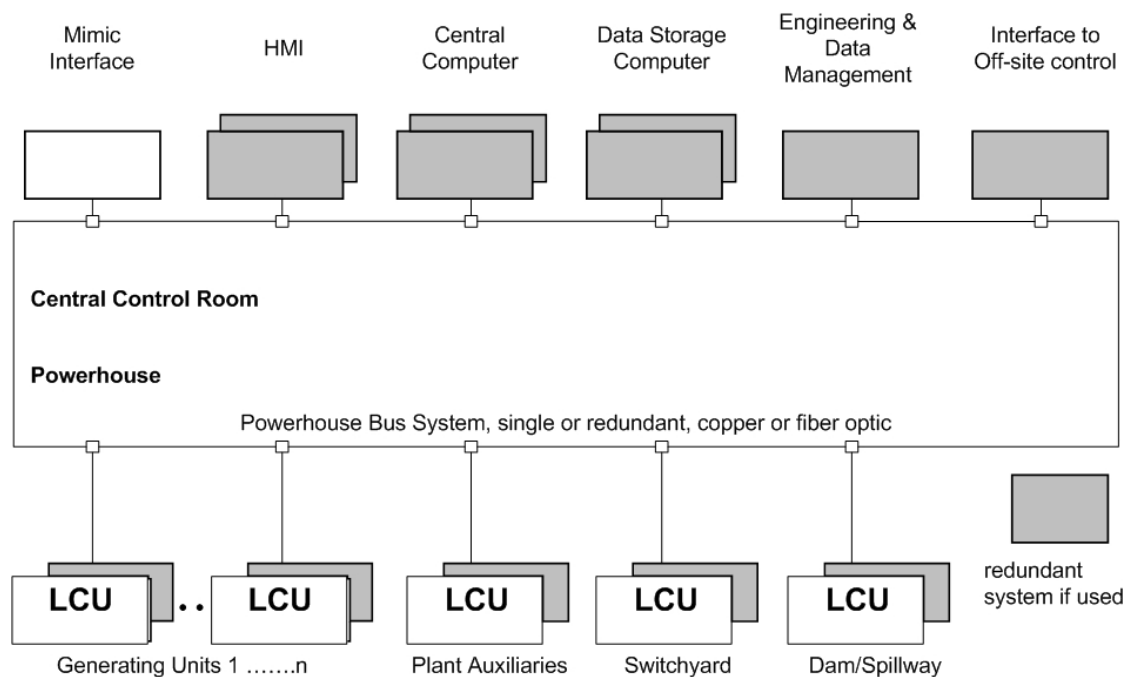 Mimic
Interface
HMI
Central
Computer
Data Storage
Computer
Engineering &
Data
Management
Interface to
Off-site control
Central Control Room
Powerhouse
Powerhouse Bus System, single or redundant, copper or fiber optic
LCU
..
LCU
LCU
LCU
LCU
redundant
system if used
Generating Units 1 .......n
Plant Auxiliaries
Switchyard
Dam/Spillway